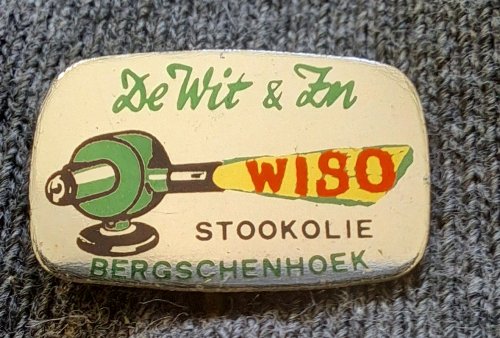 De Wit & Zn
WISO
STOOKOLIE
BERGSCHENHOEK